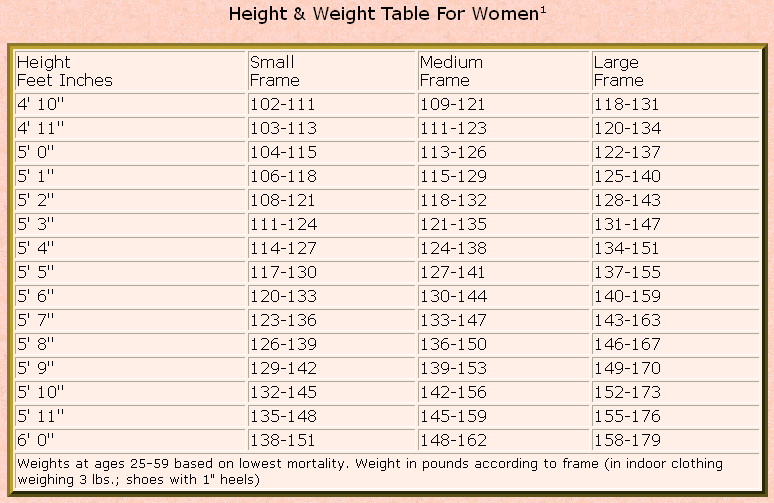 Height & Weight Table For Women¹
Height
Feet Inches
Small
Frame
Medium
Frame
Large
Frame
4' 10" 102-111 109-121 118-131
4' 11" 103-113 111-123 120-134
5' 0" 104-115 113-126 122-137
5' 1" 106-118 115-129 125-140
5' 2" 108-121 118-132 128-143
5' 3" 111-124 121-135 131-147
5' 4" 114-127 124-138 134-151
5' 5" 117-130 127-141 137-155
5' 6" 120-133 130-144 140-159
5' 7" 123-136 133-147 143-163
5' 8" 126-139 136-150 146-167
5' 9" 129-142 139-153 149-170
5' 10" 132-145 142-156 152-173
5' 11" 135-148 145-159 155-176
6' 0" 138-151 148-162 158-179
Weights at ages 25-59 based on lowest mortality. Weight in pounds according to frame (in indoor clothing
weighing 3 lbs.; shoes with 1" heels)